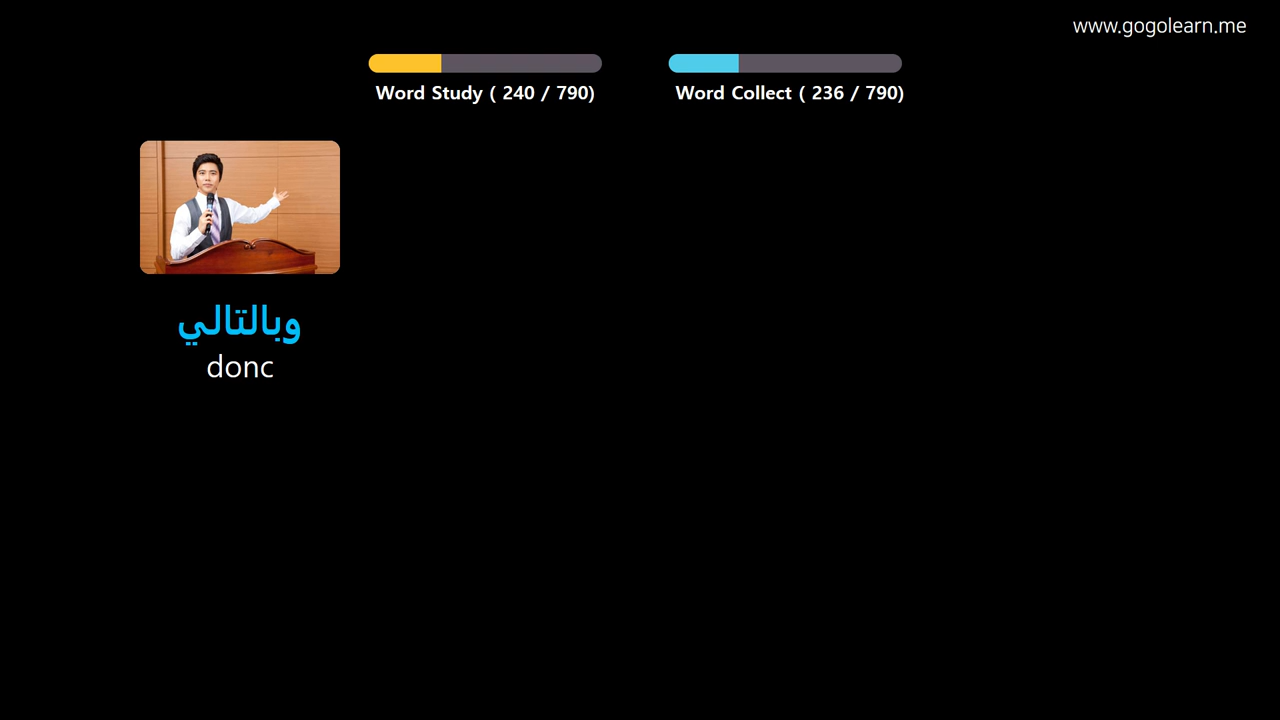 www.gogolearn.me
Word Study ( 240 / 790)
Word Collect ( 236 / 790)
وبالتالي
donc